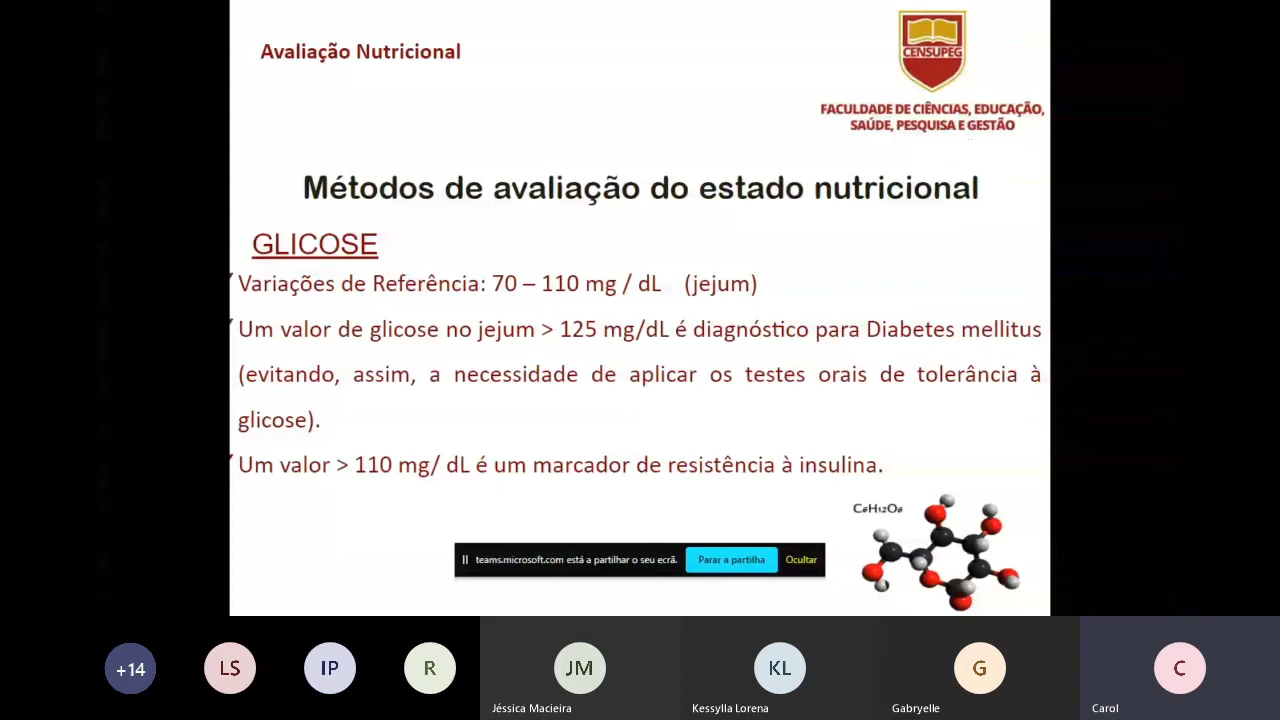 Avaliação Nutricional
CENSUPEG
FACULDADE DE CIÊNCIAS, EDUCAÇÃO,
SAÚDE, PESQUISA E GESTÃO
Métodos de avaliação do estado nutricional
GLICOSE
Variações de Referência: 70 – 110 mg / dL (jejum)
Um valor de glicose no jejum > 125 mg/dL é diagnóstico para Diabetes mellitus
(evitando, assim, a necessidade de aplicar os testes orais de tolerância à
glicose).
Um valor > 110 mg/ dL é um marcador de resistência à insulina.
C₆H₁₂O₆
teams.microsoft.com está a partilhar o seu ecrã. Parar a partilha Ocultar
+14 LS IP R JM KL G C
Jéssica Macieira Kessylla Lorena Gabryelle Carol